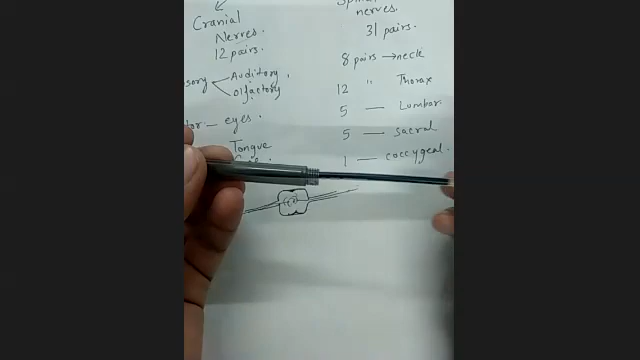 Cranial
Nerves.
12 pairs.
Auditory.
Olfactory
eyes.
Tongue
nerves.
31 pairs.
8 pairs → neck
12 " Thorax
5 — Lumbar.
5 — Sacral
1 — coccygeal.